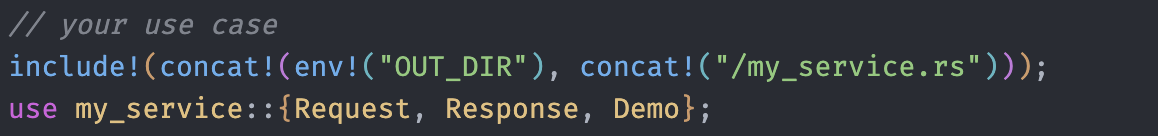 // your use case
include!(concat!(env!("OUT_DIR"), concat!("/my_service.rs")));
use my_service::{Request, Response, Demo};